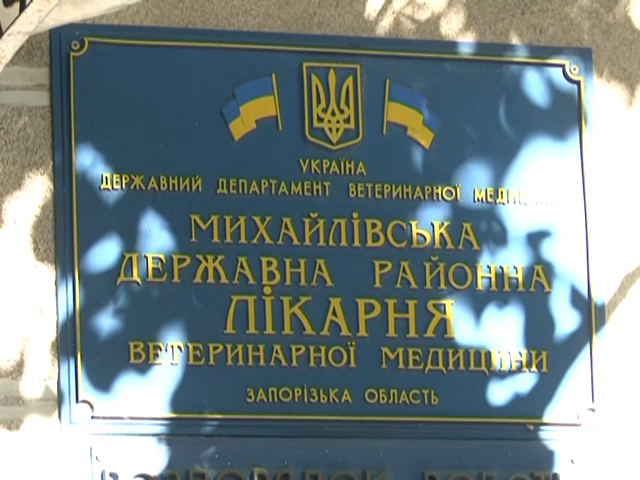 УКРАЇНА
ДЕРЖАВНИЙ ДЕПАРТАМЕНТ ВЕТЕРИНАРНОЇ МЕДИЦИНИ
МИХАЙЛІВСЬКА
ДЕРЖАВНА РАЙОННА
ЛІКАРНЯ
ВЕТЕРИНАРНОЇ МЕДИЦИНИ
ЗАПОРІЗЬКА ОБЛАСТЬ